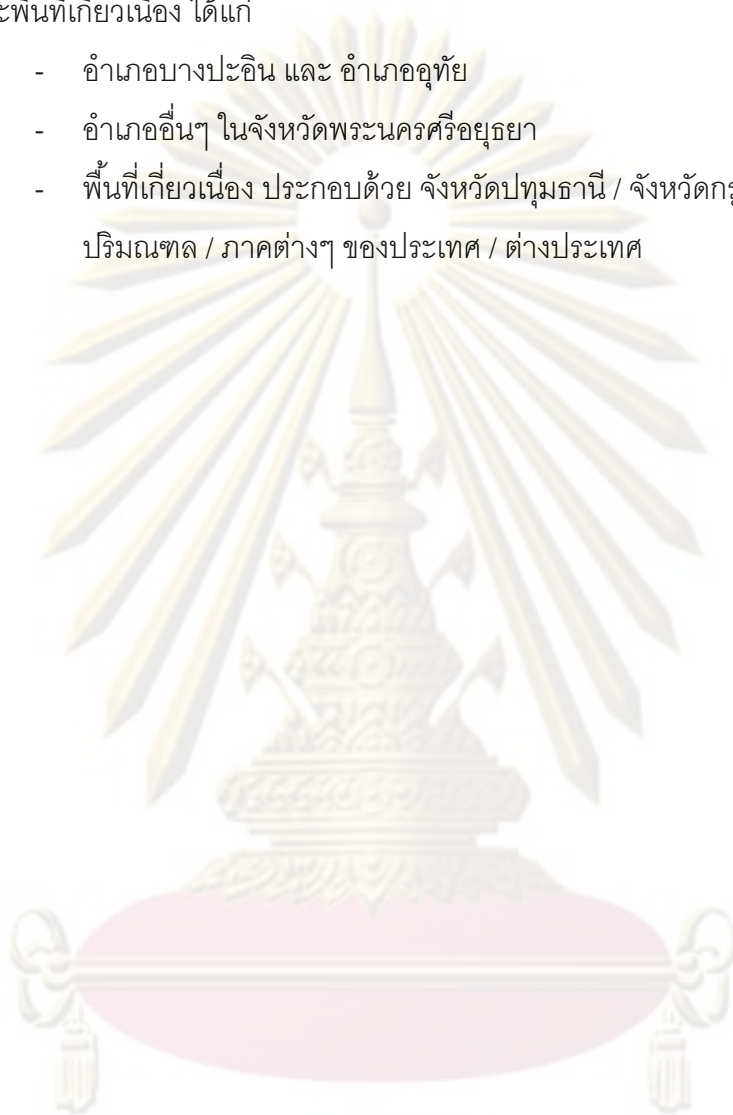 ะพื้นที่เกี่ยวเนื่อง ได้แก่
- อำเภอบางปะอิน และ อำเภออุทัย
- อำเภออื่นๆ ในจังหวัดพระนครศรีอยุธยา
- พื้นที่เกี่ยวเนื่อง ประกอบด้วย จังหวัดปทุมธานี / จังหวัดกรุ
ปริมณฑล / ภาคต่างๆ ของประเทศ / ต่างประเทศ